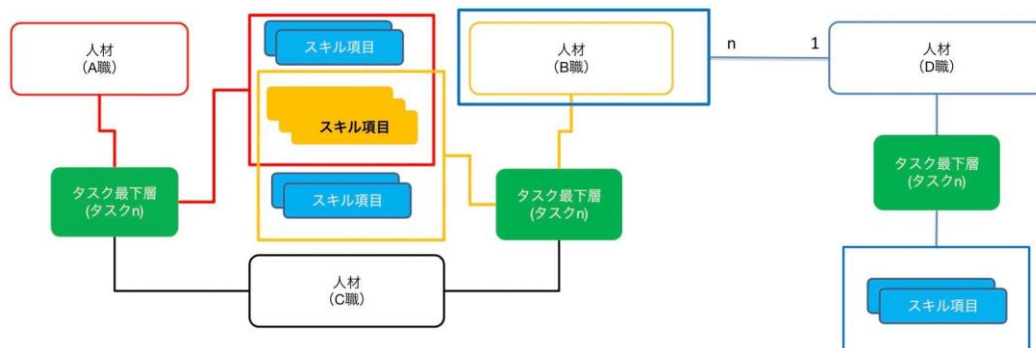 人材
（A職）
スキル項目
スキル項目
スキル項目
人材
（B職）
n
1
人材
（D職）
タスク最下層
(タスクn)
タスク最下層
(タスクn)
タスク最下層
(タスクn)
人材
（C職）
スキル項目